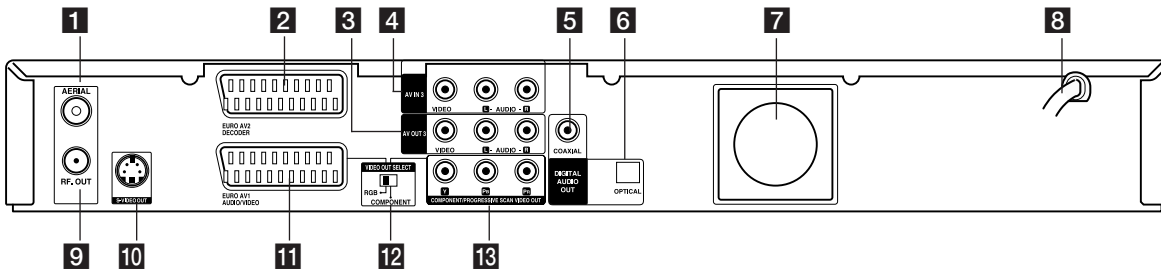 1 2 3 4 5 6 7 8
AERIAL
RF. OUT
S-VIDEO OUT
EURO AV2
DECODER
EURO AV1
AUDIO/VIDEO
VIDEO OUT SELECT
RGB
COMPONENT
AV IN 3
VIDEO L - AUDIO - R
AV OUT 3
VIDEO L - AUDIO - R
Y PB PR
COMPONENT/PROGRESSIVE SCAN VIDEO OUT
COAXIAL
DIGITAL
AUDIO
OUT
OPTICAL
9 10 11 12 13